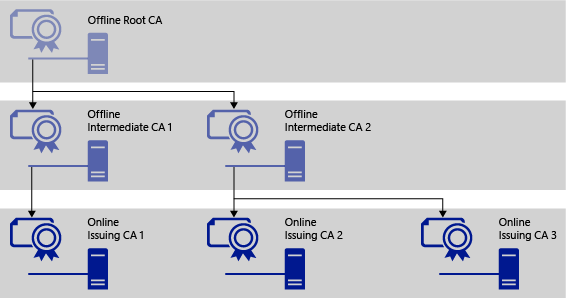 Offline Root CA
Offline
Intermediate CA 1
Offline
Intermediate CA 2
Online
Issuing CA 1
Online
Issuing CA 2
Online
Issuing CA 3